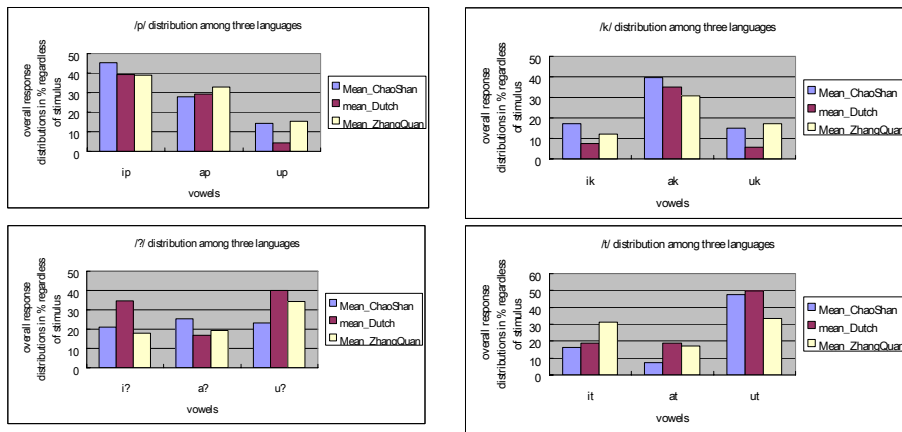 /p/ distribution among three languages
overall response
distributions in % regardless
of stimulus
50
40
30
20
10
0
ip ap up
vowels
Mean_ChaoShan
mean_Dutch
Mean_ZhangQuan
/k/ distribution among three languages
overall response
distributions in % regardless
of stimulus
50
40
30
20
10
0
ik ak uk
vowels
Mean_ChaoShan
mean_Dutch
Mean_ZhangQuan
/?/ distribution among three languages
overall response
distributions in % regardless
of stimulus
50
40
30
20
10
0
i? a? u?
vowels
Mean_ChaoShan
mean_Dutch
Mean_ZhangQuan
/t/ distribution among three languages
overall response
distributions in % regardless
of stimulus
60
50
40
30
20
10
0
it at ut
vowels
Mean_ChaoShan
mean_Dutch
Mean_ZhangQuan